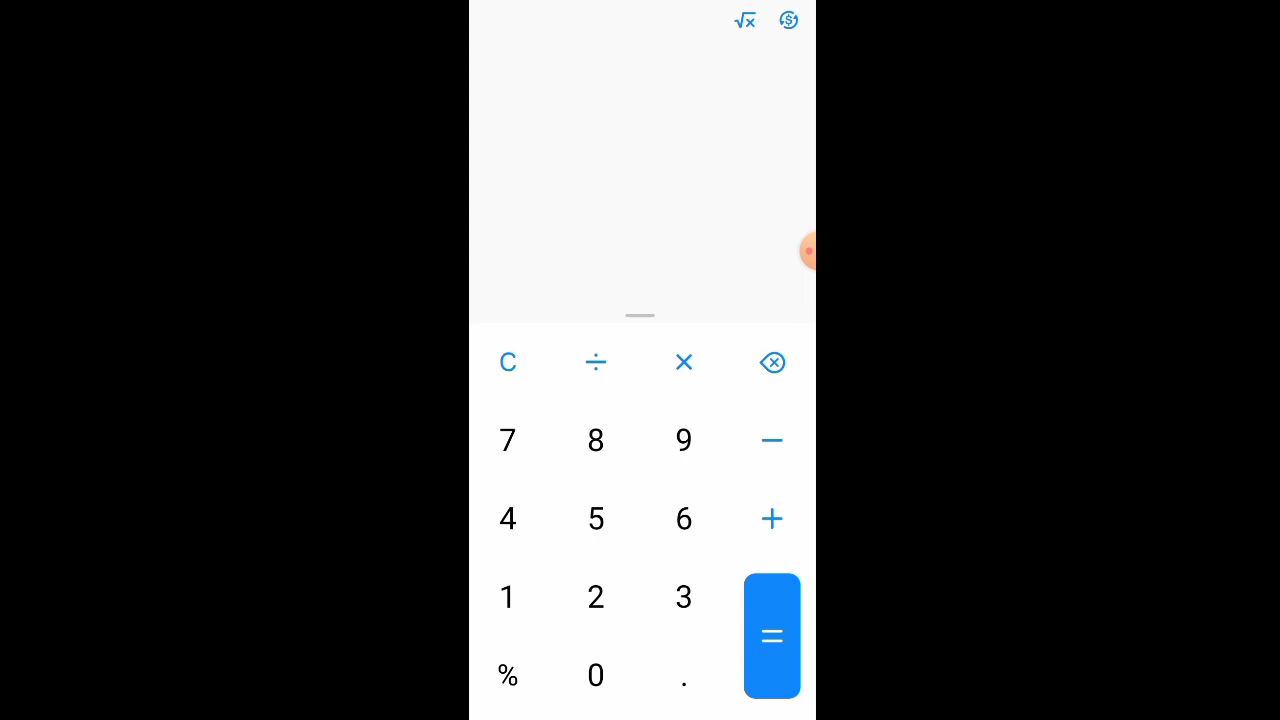 √x $
C ÷ ×
7 8 9 −
4 5 6 +
1 2 3
% 0 . =